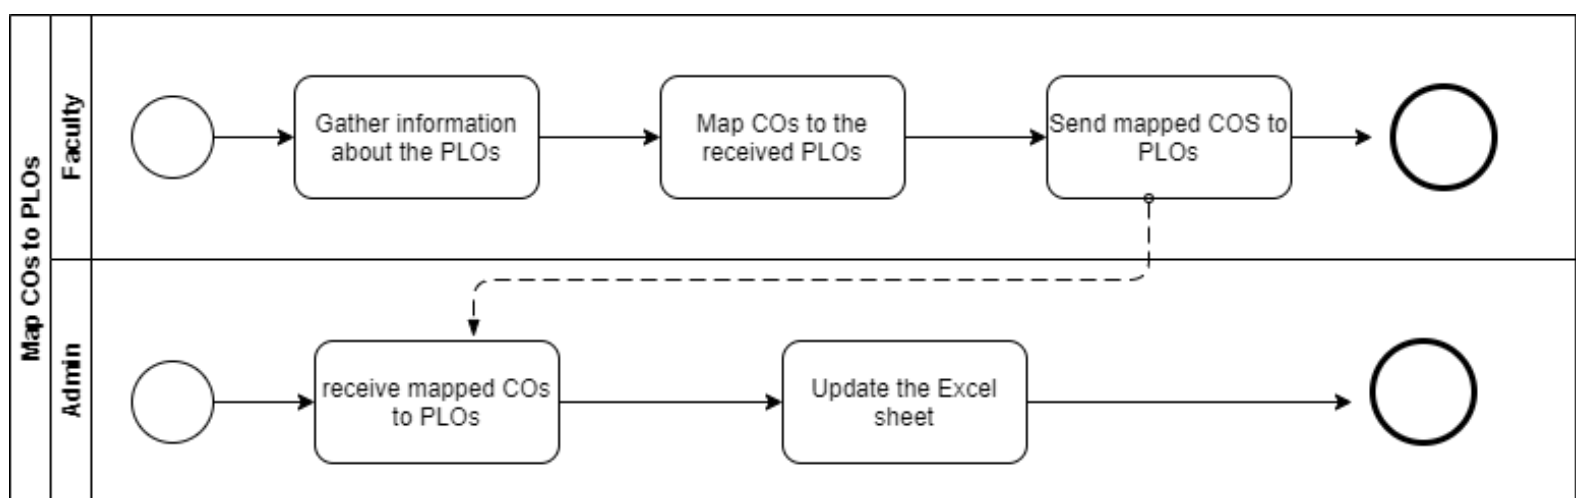 Map COs to PLOs
Faculty
Gather information
about the PLOs
Map COs to the
received PLOs
Send mapped COS to
PLOs
Admin
receive mapped COs
to PLOs
Update the Excel
sheet